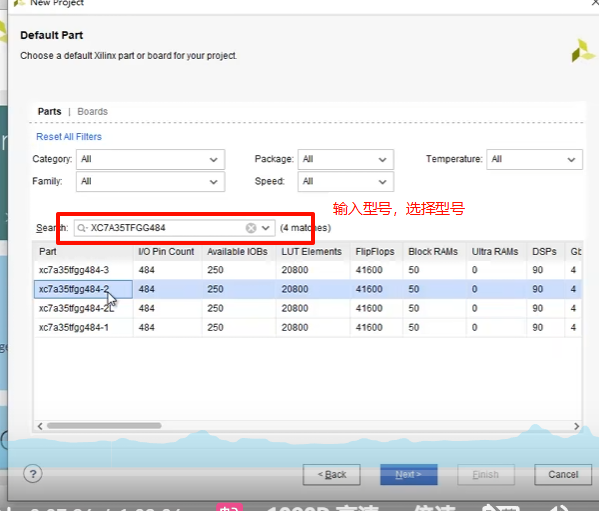 New Project
Default Part
Choose a default Xilinx part or board for your project.
Parts | Boards
Reset All Filters
Category: All Package: All Temperature: All
Family: All Speed: All
输入型号，选择型号
Search: XC7A35TFGG484 (4 matches)
Part I/O Pin Count Available IOBs LUT Elements FlipFlops Block RAMs Ultra RAMs DSPs Gt
xc7a35tfgg484-3 484 250 20800 41600 50 0 90 4
xc7a35tfgg484-2 484 250 20800 41600 50 0 90 4
xc7a35tfgg484-2L 484 250 20800 41600 50 0 90 4
xc7a35tfgg484-1 484 250 20800 41600 50 0 90 4
? < Back Next > Finish Cancel